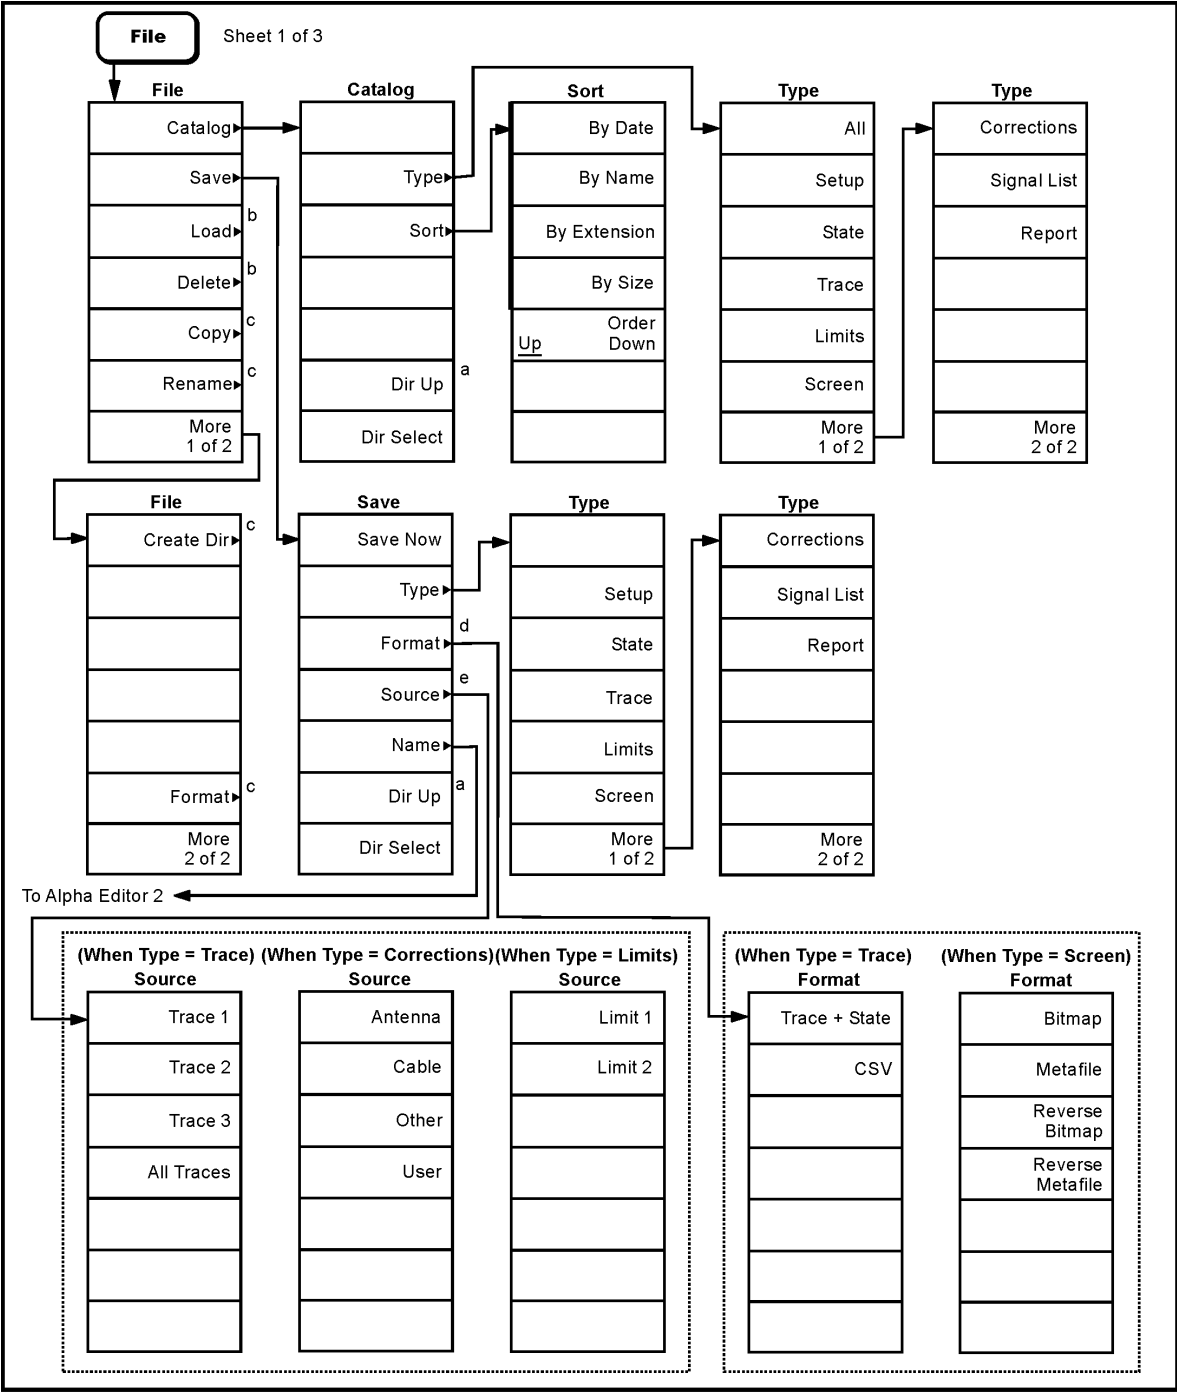 File
Sheet 1 of 3
File
Catalog
Save
b
Load
b
Delete
c
Copy
c
Rename
More
1 of 2
Catalog
Type
Sort
a
Dir Up
Dir Select
Sort
By Date
By Name
By Extension
By Size
Order
Up Down
Type
All
Setup
State
Trace
Limits
Screen
More
1 of 2
Type
Corrections
Signal List
Report
More
2 of 2
File
c
Create Dir
c
Format
More
2 of 2
Save
Save Now
Type
d
Format
e
Source
Name
a
Dir Up
Dir Select
Type
Setup
State
Trace
Limits
Screen
More
1 of 2
Type
Corrections
Signal List
Report
More
2 of 2
To Alpha Editor 2
(When Type = Trace)
Source
Trace 1
Trace 2
Trace 3
All Traces
(When Type = Corrections)
Source
Antenna
Cable
Other
User
(When Type = Limits)
Source
Limit 1
Limit 2
(When Type = Trace)
Format
Trace + State
CSV
(When Type = Screen)
Format
Bitmap
Metafile
Reverse
Bitmap
Reverse
Metafile